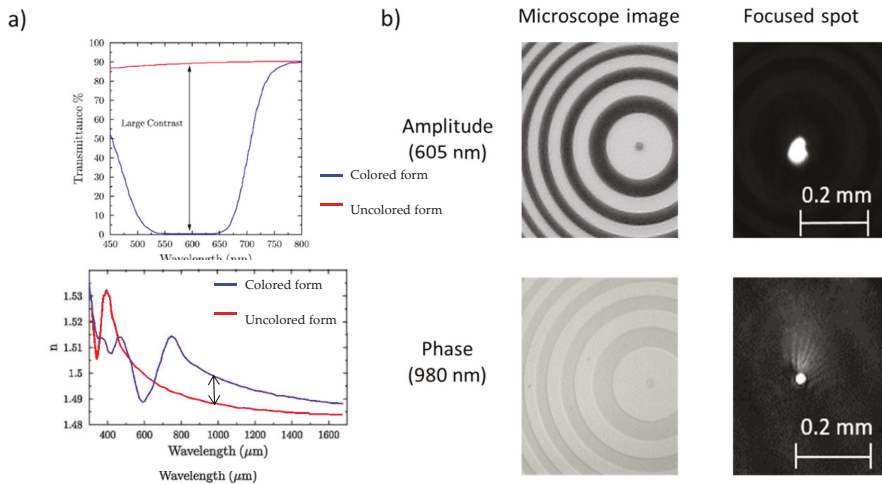 a)
100
90
80
70
60
50
40
30
20
10
0
Transmittance %
Large Contrast
450 500 550 600 650 700 750 800
Wavelength (nm)
Colored form
Uncolored form
1.53
1.52
1.51
1.5
1.49
1.48
n
Colored form
Uncolored form
400 600 800 1000 1200 1400 1600
Wavelength (μm)
Wavelength (μm)
b)
Microscope image Focused spot
Amplitude
(605 nm)
0.2 mm
Phase
(980 nm)
0.2 mm